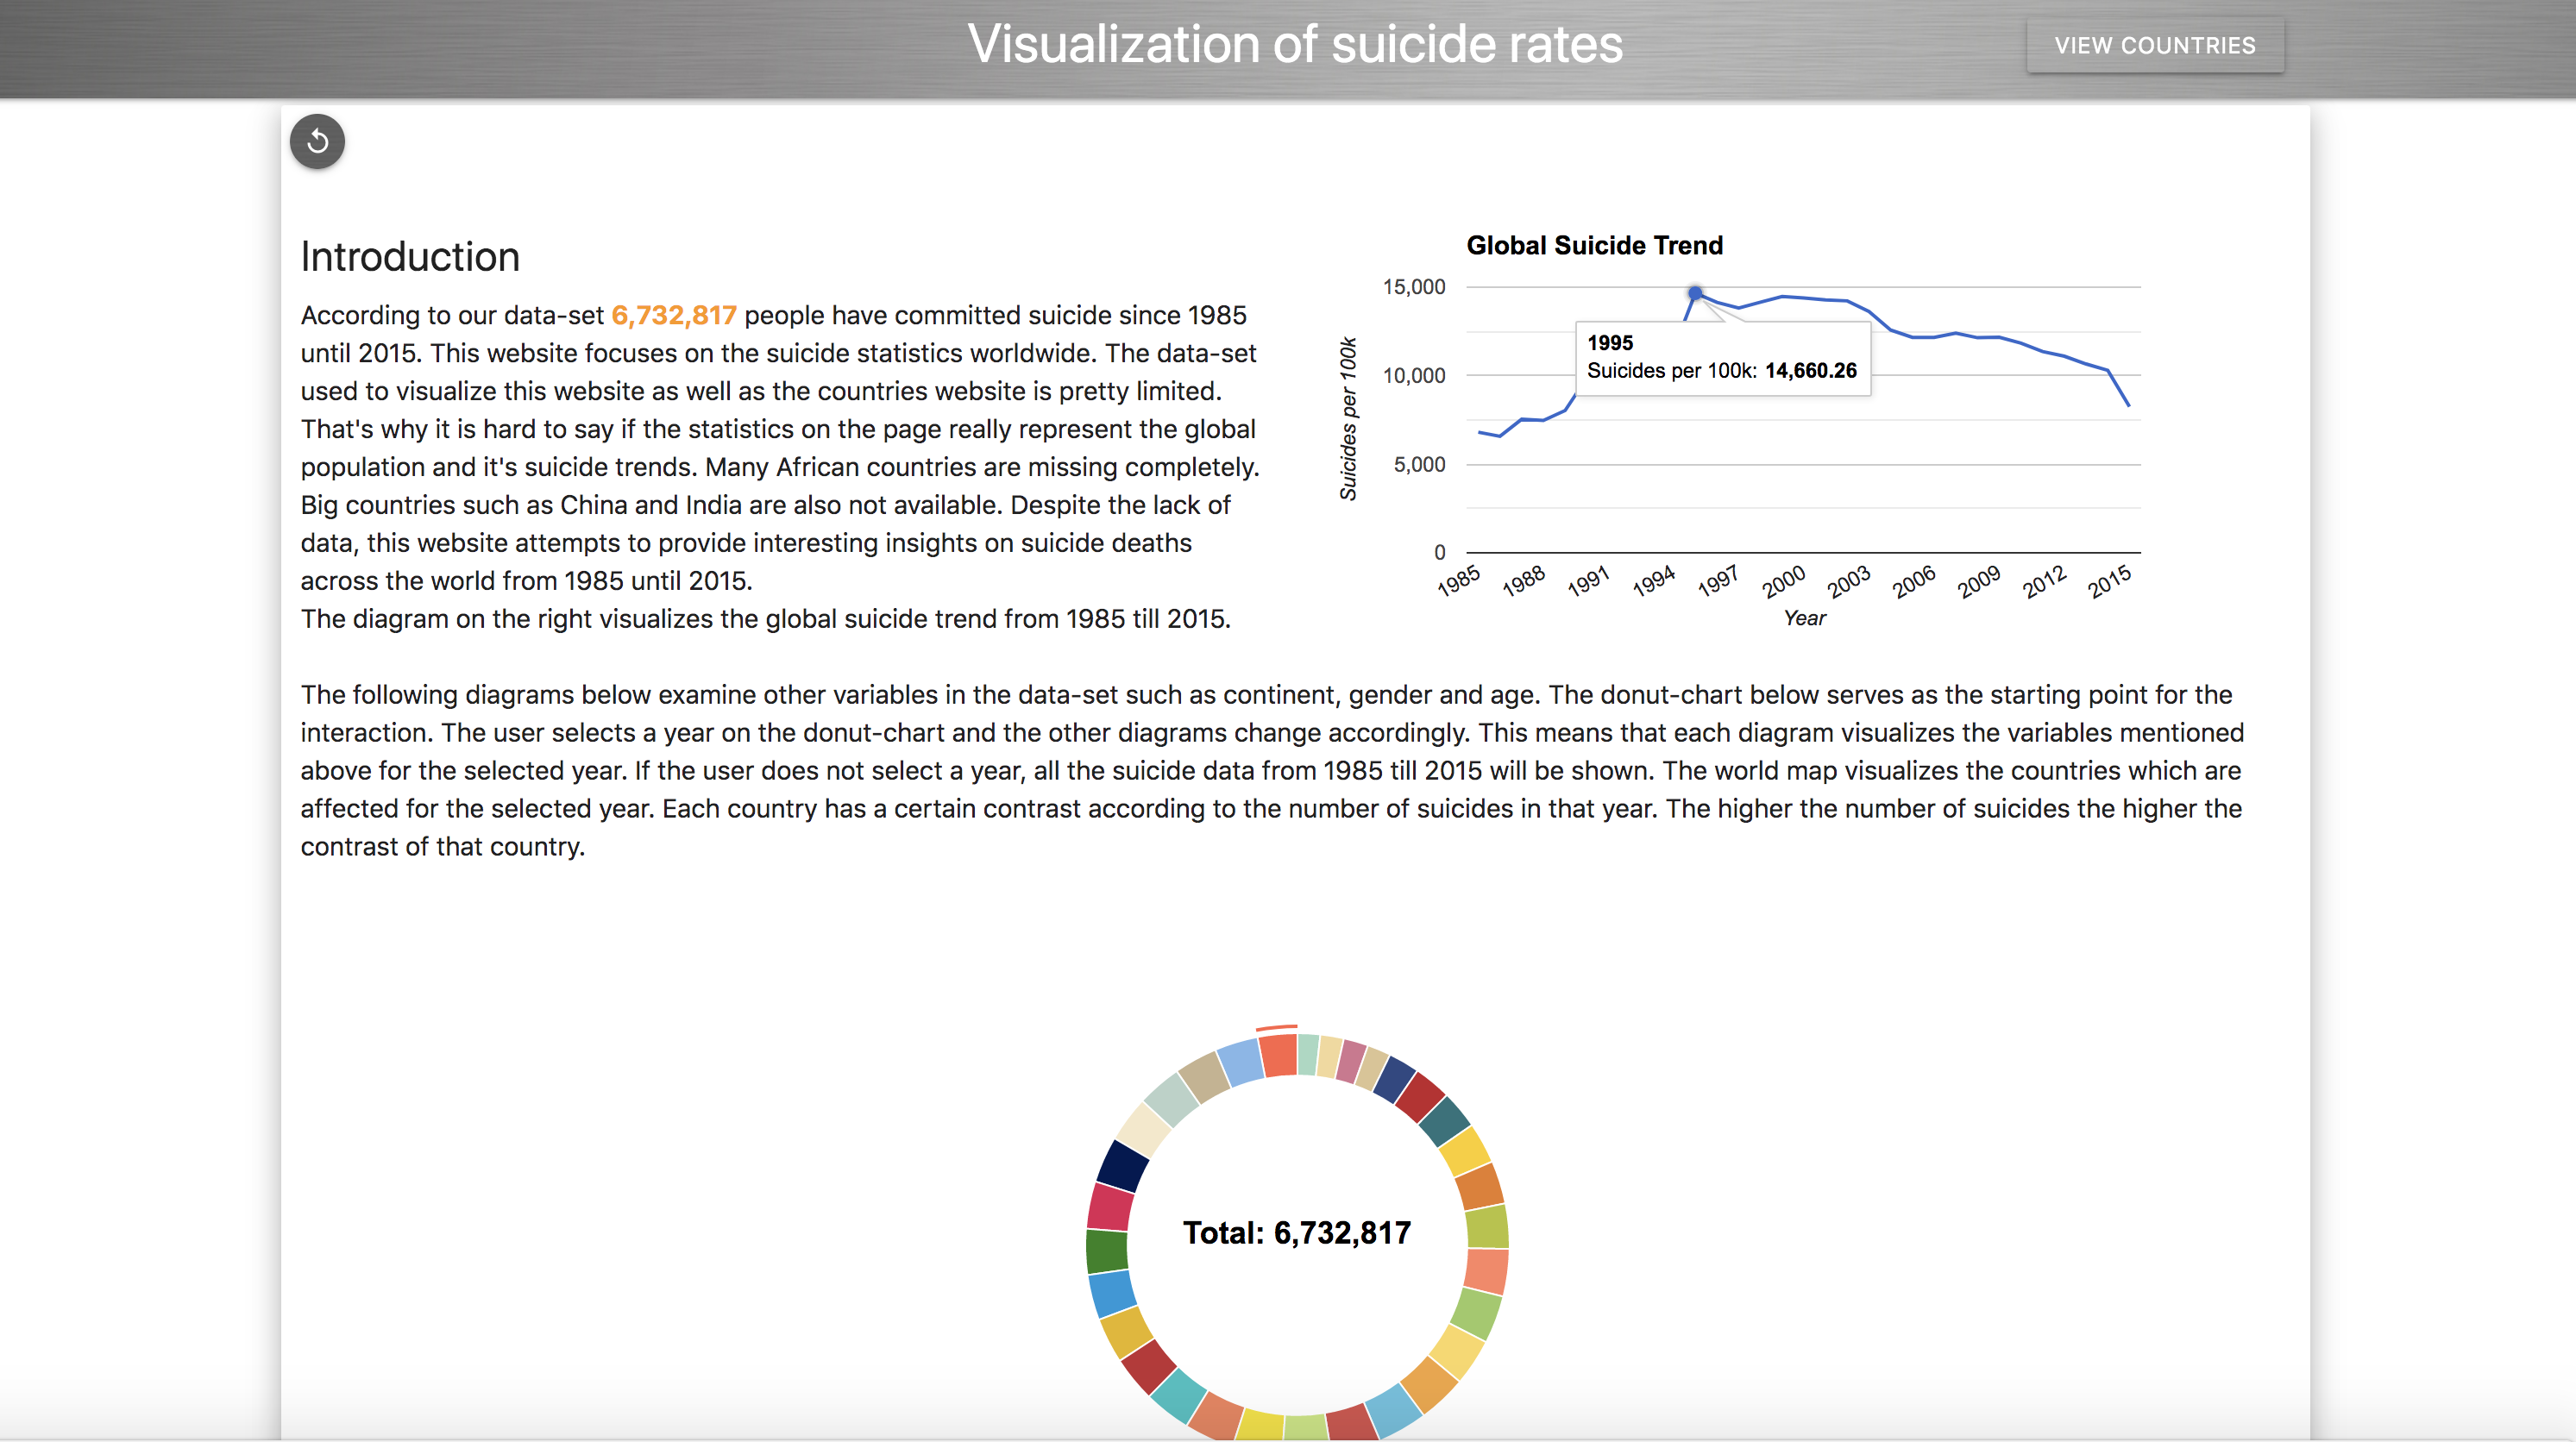 Visualization of suicide rates
VIEW COUNTRIES
Introduction
According to our data-set 6,732,817 people have committed suicide since 1985
until 2015. This website focuses on the suicide statistics worldwide. The data-set
used to visualize this website as well as the countries website is pretty limited.
That's why it is hard to say if the statistics on the page really represent the global
population and it's suicide trends. Many African countries are missing completely.
Big countries such as China and India are also not available. Despite the lack of
data, this website attempts to provide interesting insights on suicide deaths
across the world from 1985 until 2015.
The diagram on the right visualizes the global suicide trend from 1985 till 2015.
Global Suicide Trend
15,000
10,000
5,000
0
Suicides per 100k
1995
Suicides per 100k: 14,660.26
1985 1988 1991 1994 1997 2000 2003 2006 2009 2012 2015
Year
The following diagrams below examine other variables in the data-set such as continent, gender and age. The donut-chart below serves as the starting point for the
interaction. The user selects a year on the donut-chart and the other diagrams change accordingly. This means that each diagram visualizes the variables mentioned
above for the selected year. If the user does not select a year, all the suicide data from 1985 till 2015 will be shown. The world map visualizes the countries which are
affected for the selected year. Each country has a certain contrast according to the number of suicides in that year. The higher the number of suicides the higher the
contrast of that country.
Total: 6,732,817